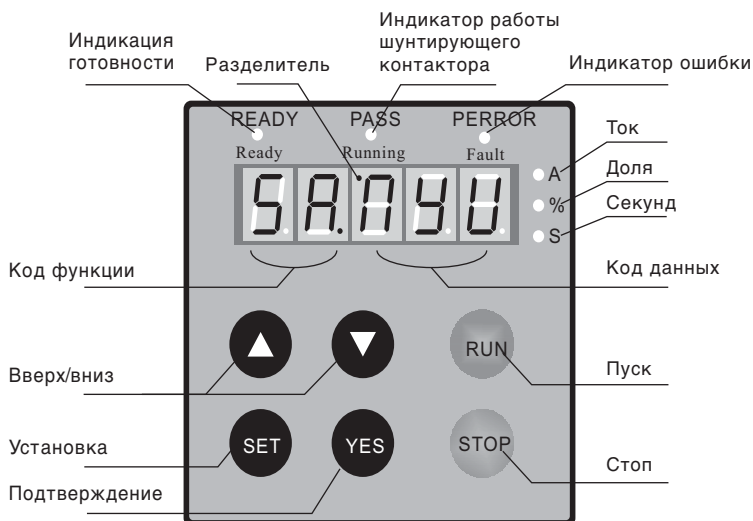 Индикация
готовности
Разделитель
Индикатор работы
шунтирующего
контактора
Индикатор ошибки
READY PASS PERROR
Ready Running Fault
A
%
S
Ток
Доля
Секунд
Код функции
Код данных
RUN
Вверх/вниз
Пуск
SET YES STOP
Установка
Стоп
Подтверждение